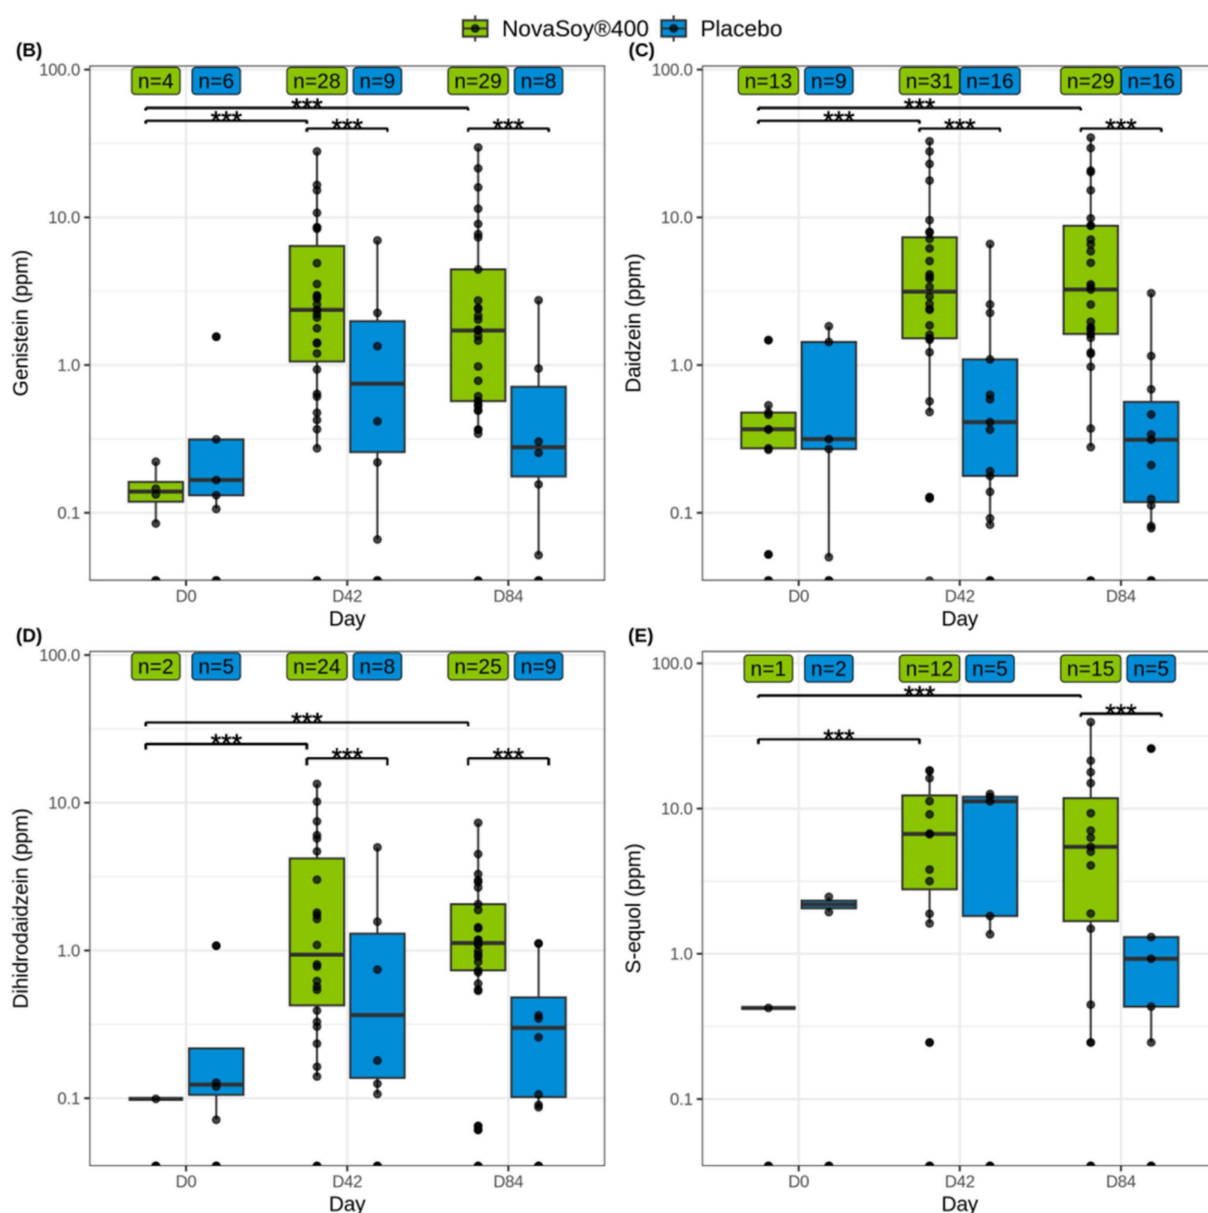 NovaSoy®400 Placebo
(B)
n=4 n=6 n=28 n=9 n=29 n=8
***
*** *** ***
100.0
10.0
1.0
0.1
Genistein (ppm)
D0 D42 D84
Day
(C)
n=13 n=9 n=31 n=16 n=29 n=16
***
*** *** ***
100.0
10.0
1.0
0.1
Daidzein (ppm)
D0 D42 D84
Day
(D)
n=2 n=5 n=24 n=8 n=25 n=9
***
*** *** ***
100.0
10.0
1.0
0.1
Dihidrodaidzein (ppm)
D0 D42 D84
Day
(E)
n=1 n=2 n=12 n=5 n=15 n=5
***
*** ***
100.0
10.0
1.0
0.1
S-equol (ppm)
D0 D42 D84
Day